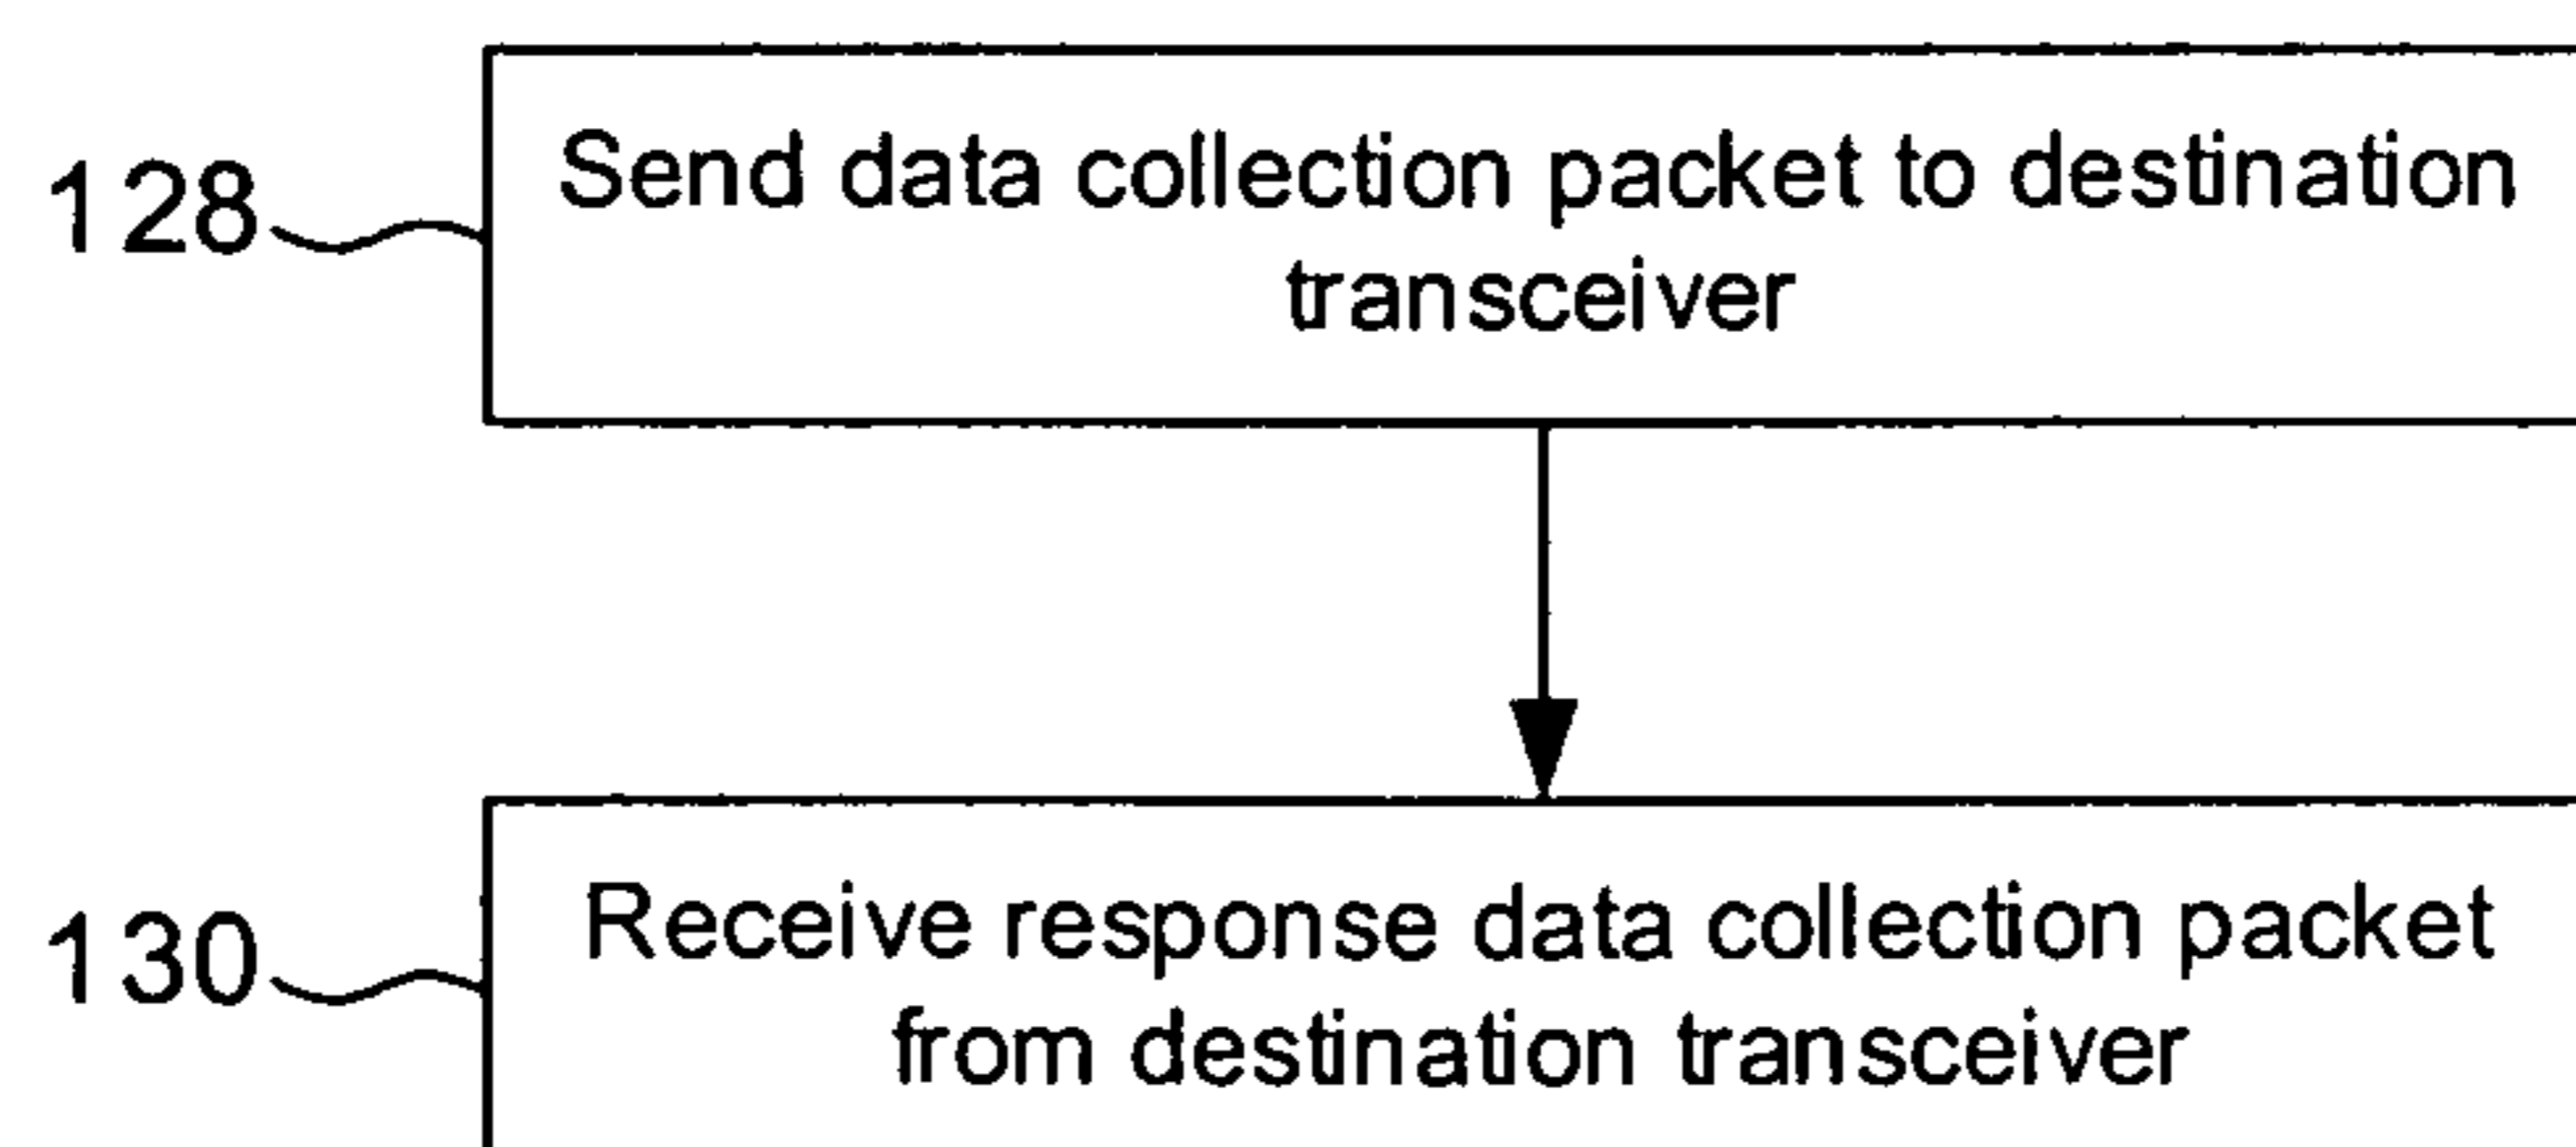 128
Send data collection packet to destination
transceiver
130
Receive response data collection packet
from destination transceiver